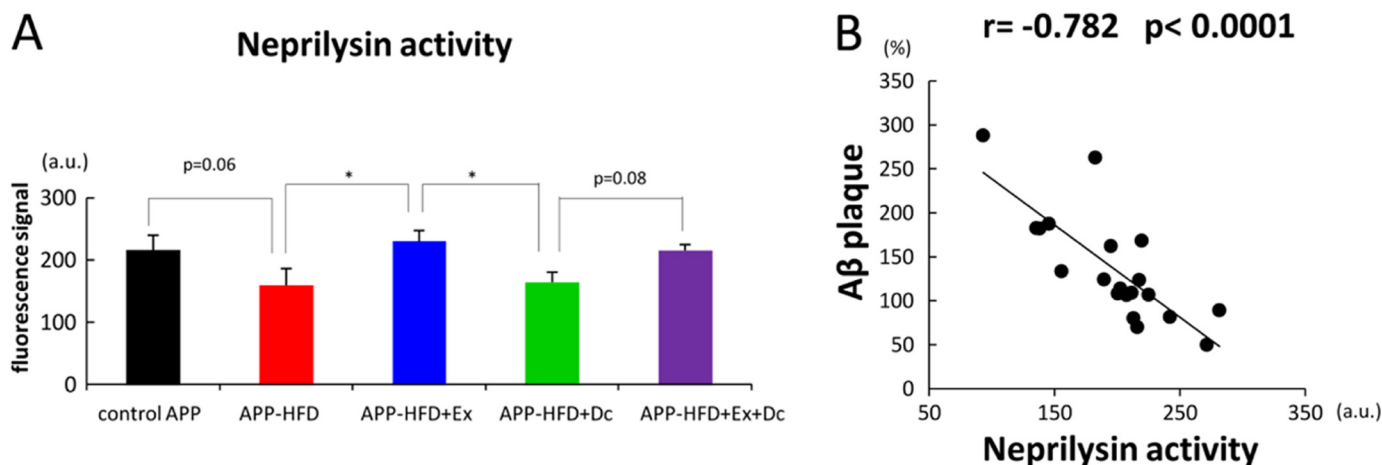 A
Neprilysin activity
(a.u.)
fluorescence signal
p=0.06
*
*
p=0.08
300
200
100
0
control APP
APP-HFD
APP-HFD+Ex
APP-HFD+Dc
APP-HFD+Ex+Dc
B
r= -0.782 p< 0.0001
(%)
Aβ plaque
350
300
250
200
150
100
50
0
50 150 250 350 (a.u.)
Neprilysin activity